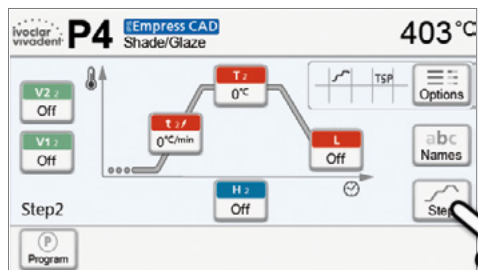 ivoclar
vivadent
P4
Empress CAD
Shade/Glaze
403°C
V2 2
Off
V1 2
Off
T 2
0°C
t 2
0°C/min
L
Off
H 2
Off
TSP
Options
abc
Names
Step
Step2
P
Program